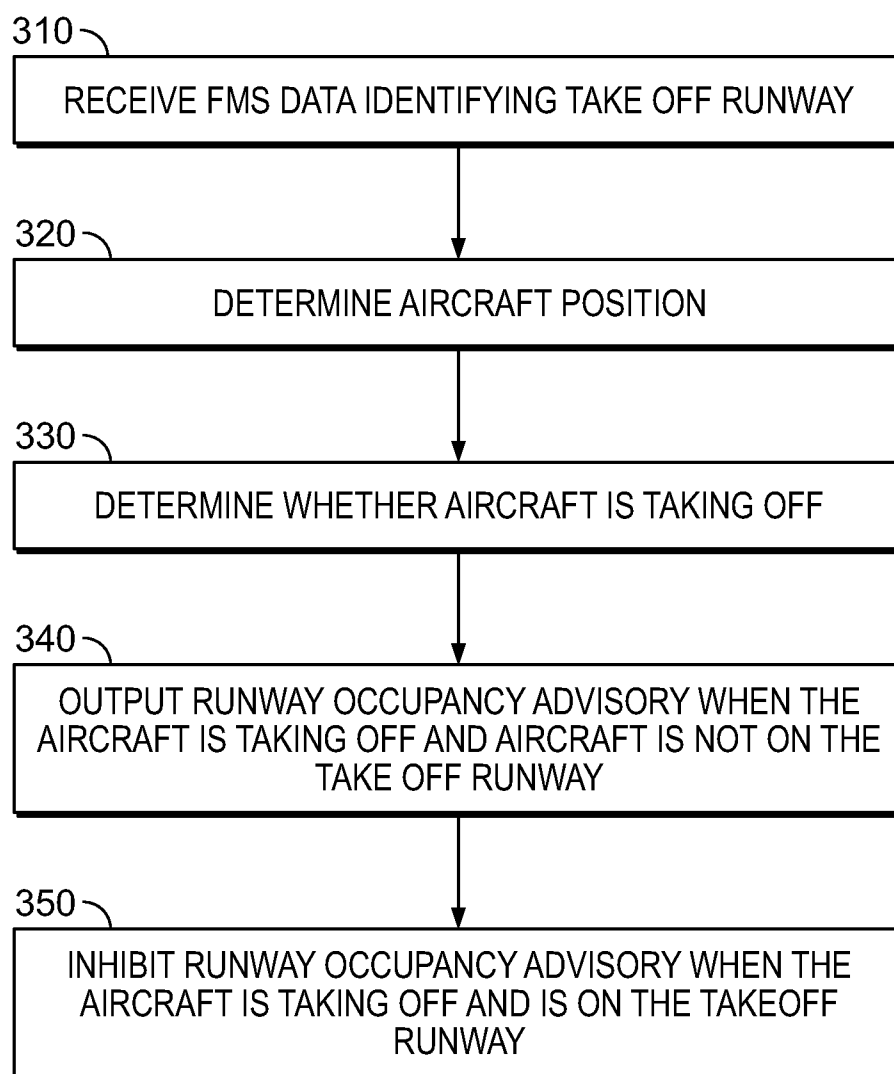 310
RECEIVE FMS DATA IDENTIFYING TAKE OFF RUNWAY
320
DETERMINE AIRCRAFT POSITION
330
DETERMINE WHETHER AIRCRAFT IS TAKING OFF
340
OUTPUT RUNWAY OCCUPANCY ADVISORY WHEN THE
AIRCRAFT IS TAKING OFF AND AIRCRAFT IS NOT ON THE
TAKE OFF RUNWAY
350
INHIBIT RUNWAY OCCUPANCY ADVISORY WHEN THE
AIRCRAFT IS TAKING OFF AND IS ON THE TAKEOFF
RUNWAY